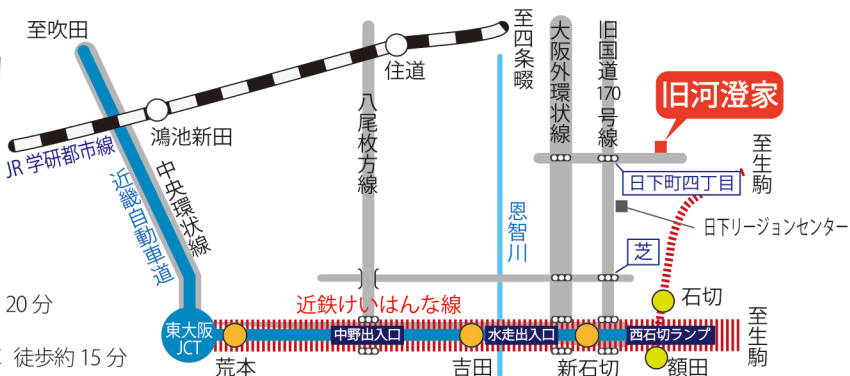 至吹田
住道
至四条畷
大阪外環状線
旧国道170号線
旧河澄家
鴻池新田
八尾枚方線
JR学研都市線
中央環状線
近畿自動車道
至生駒
日下町四丁目
恩智川
日下リージョンセンター
芝
20分
近鉄けいはんな線
石切
至生駒
東大阪
JCT
中野出入口
水走出入口
西石切ランプ
徒歩約15分
荒本
吉田
新石切
額田